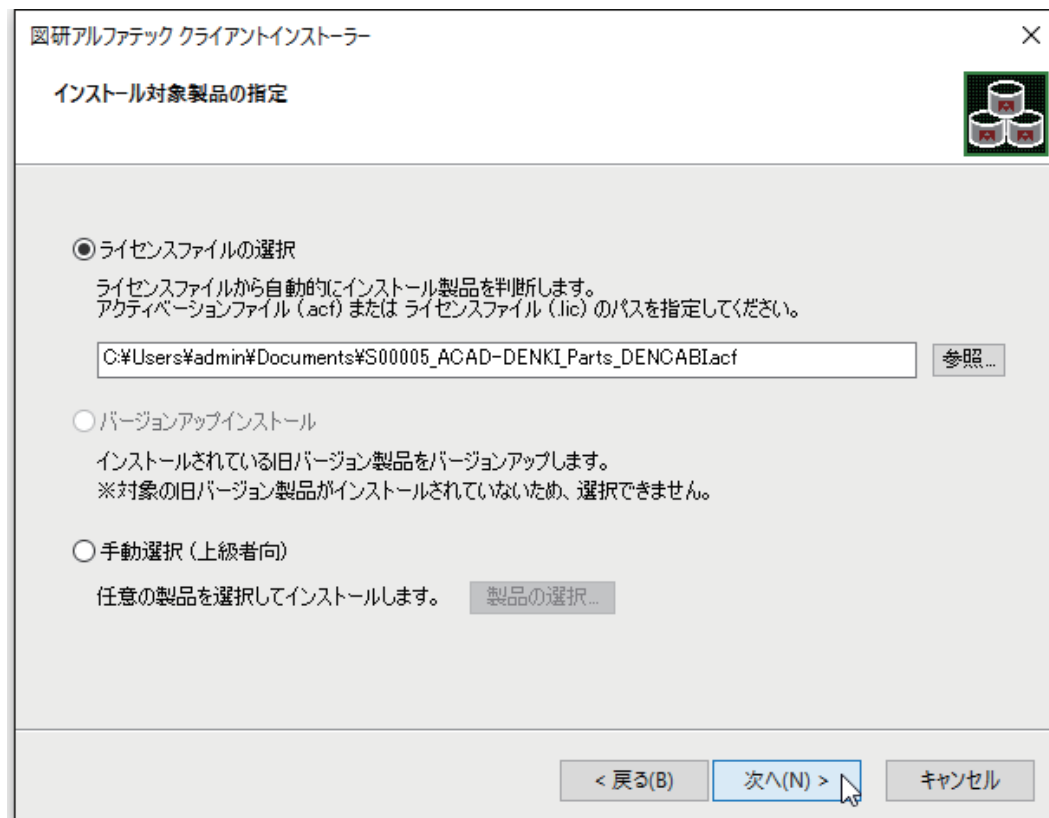 図研アルファテック クライアントインストーラー
インストール対象製品の指定
ライセンスファイルの選択
ライセンスファイルから自動的にインストール製品を判断します。
アクティベーションファイル (.acf) または ライセンスファイル (.lic) のパスを指定してください。
C:¥Users¥admin¥Documents¥S00005_ACAD-DENKI_Parts_DENCABI.acf
参照...
バージョンアップインストール
インストールされている旧バージョン製品をバージョンアップします。
※対象の旧バージョン製品がインストールされていないため、選択できません。
手動選択 (上級者向)
任意の製品を選択してインストールします。
製品の選択...
< 戻る(B)
次へ(N) >
キャンセル